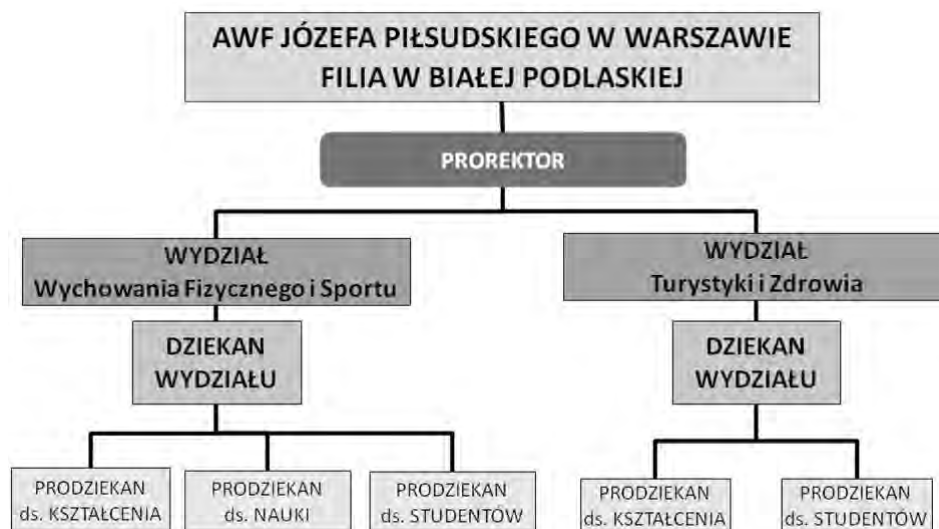 AWF JÓZEFA PIŁSUDSKIEGO W WARSZAWIE
FILIA W BIAŁEJ PODLASKIEJ
PROREKTOR
WYDZIAŁ
Wychowania Fizycznego i Sportu
WYDZIAŁ
Turystyki i Zdrowia
DZIEKAN
WYDZIAŁU
DZIEKAN
WYDZIAŁU
PRODZIEKAN
ds. KSZTAŁCENIA
PRODZIEKAN
ds. NAUKI
PRODZIEKAN
ds. STUDENTÓW
PRODZIEKAN
ds. KSZTAŁCENIA
PRODZIEKAN
ds. STUDENTÓW